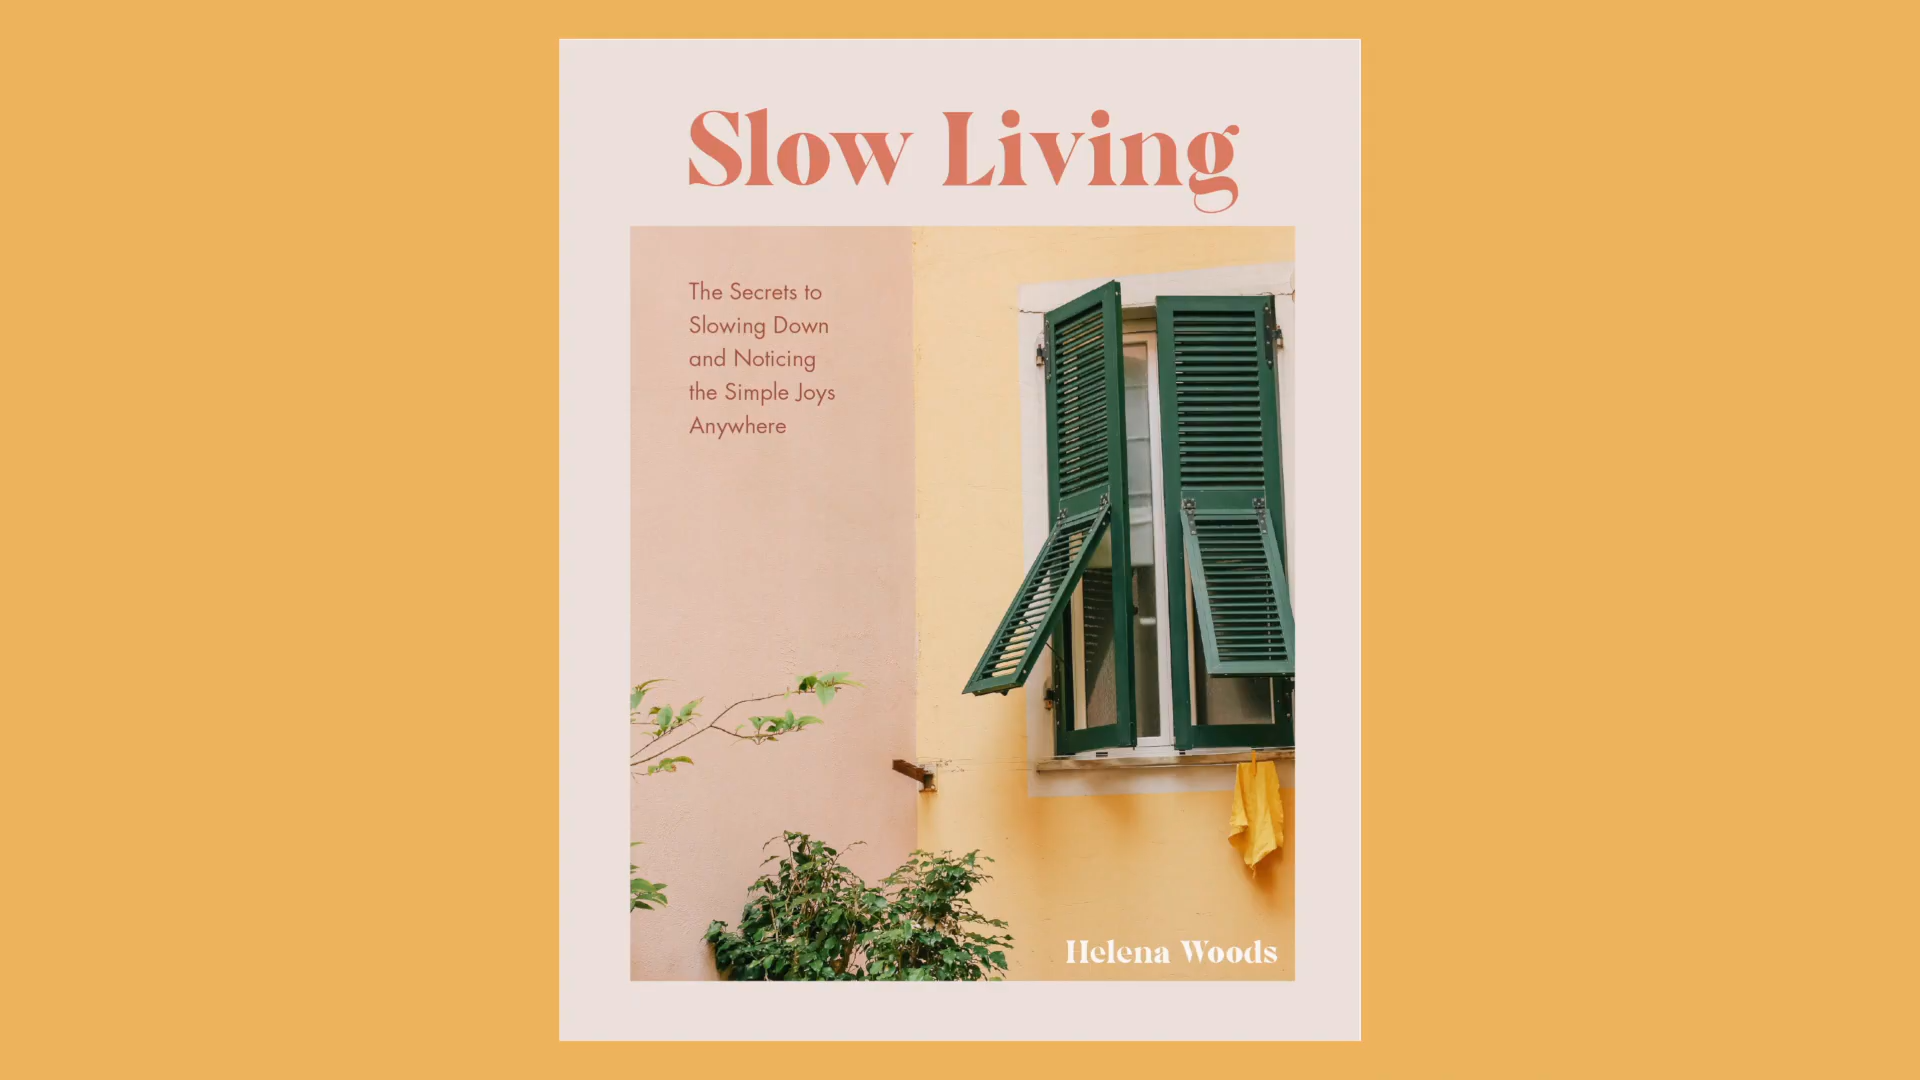 Slow Living
The Secrets to
Slowing Down
and Noticing
the Simple Joys
Anywhere
Helena Woods